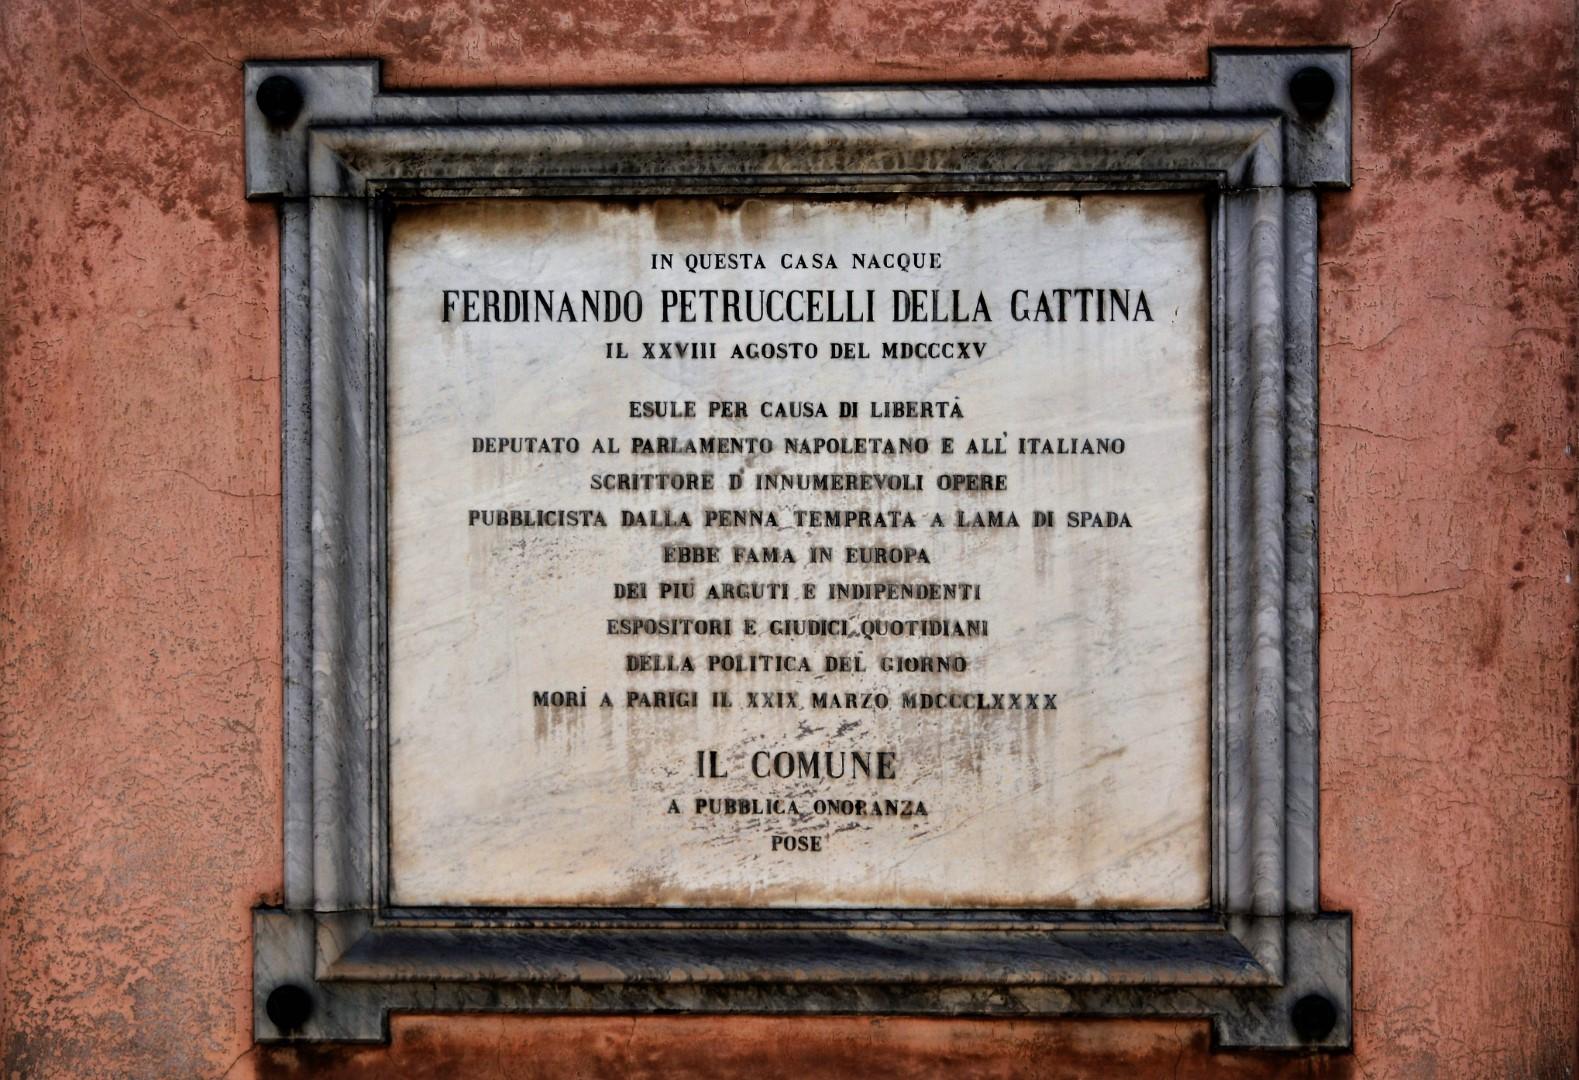 IN QUESTA CASA NACQUE
FERDINANDO PETRUCCELLI DELLA GATTINA
IL XXVIII AGOSTO DEL MDCCCXV
ESULE PER CAUSA DI LIBERTÀ
DEPUTATO AL PARLAMENTO NAPOLETANO E ALL' ITALIANO
SCRITTORE D' INNUMEREVOLI OPERE
PUBBLICISTA DALLA PENNA TEMPRATA A LAMA DI SPADA
EBBE FAMA IN EUROPA
DEI PIÙ ARGUTI E INDIPENDENTI
ESPOSITORI E GIUDICI QUOTIDIANI
DELLA POLITICA DEL GIORNO
MORÌ A PARIGI IL XXIX MARZO MDCCCLXXXX
IL COMUNE
A PUBBLICA ONORANZA
POSE